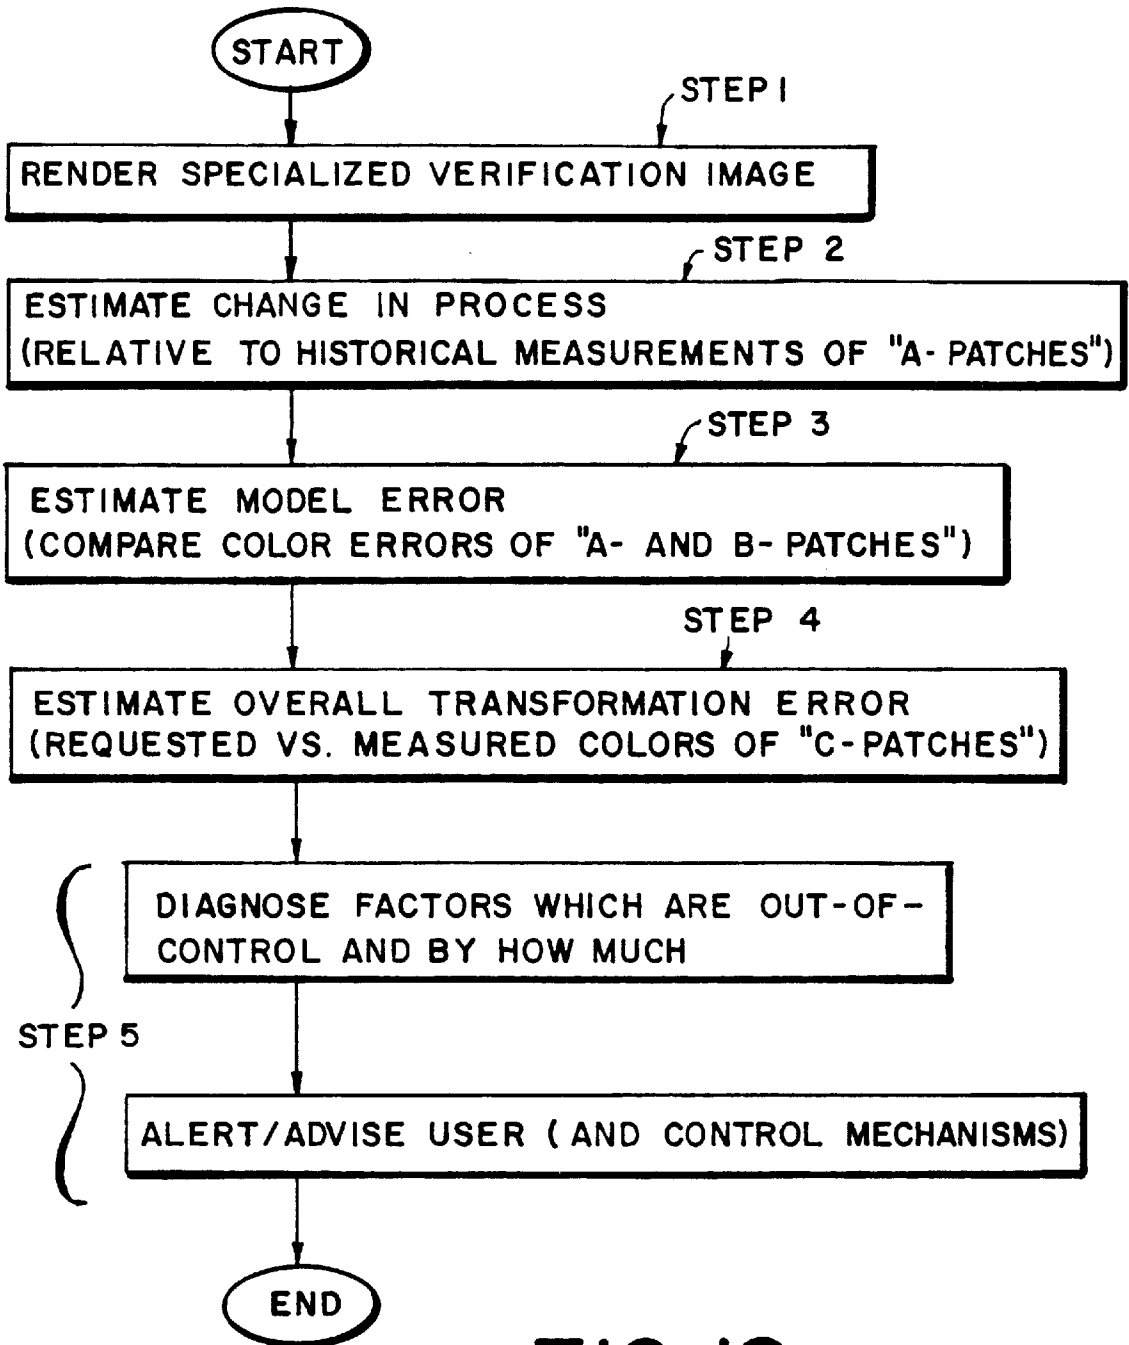 START
STEP 1
RENDER SPECIALIZED VERIFICATION IMAGE
STEP 2
ESTIMATE CHANGE IN PROCESS
(RELATIVE TO HISTORICAL MEASUREMENTS OF "A-PATCHES")
STEP 3
ESTIMATE MODEL ERROR
(COMPARE COLOR ERRORS OF "A- AND B-PATCHES")
STEP 4
ESTIMATE OVERALL TRANSFORMATION ERROR
(REQUESTED VS. MEASURED COLORS OF "C-PATCHES")
DIAGNOSE FACTORS WHICH ARE OUT-OF-
CONTROL AND BY HOW MUCH
STEP 5
ALERT/ADVISE USER (AND CONTROL MECHANISMS)
END